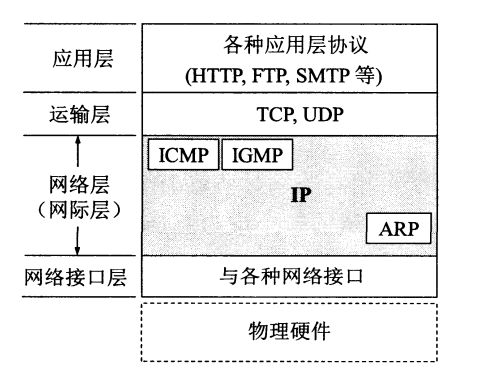 应用层
各种应用层协议
(HTTP, FTP, SMTP 等)
运输层
TCP, UDP
网络层
（网际层）
ICMP
IGMP
IP
ARP
网络接口层
与各种网络接口
物理硬件